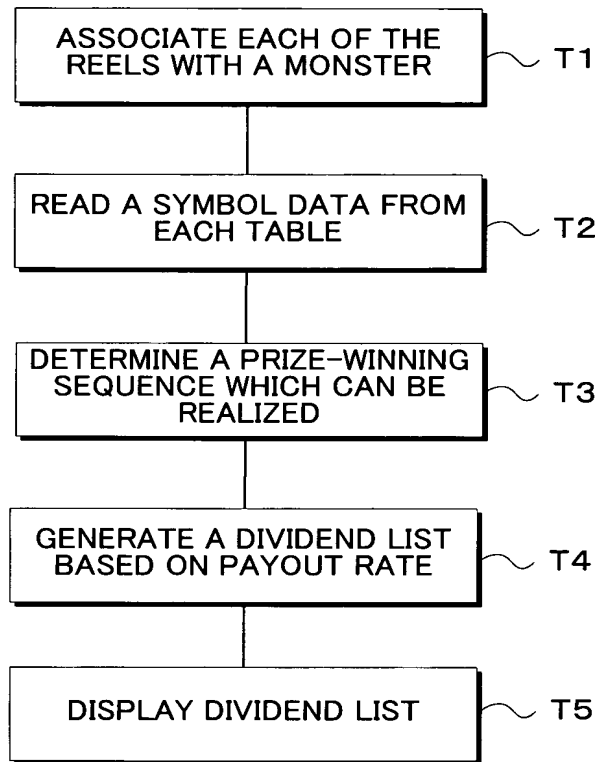 ASSOCIATE EACH OF THE
REELS WITH A MONSTER
T1
READ A SYMBOL DATA FROM
EACH TABLE
T2
DETERMINE A PRIZE-WINNING
SEQUENCE WHICH CAN BE
REALIZED
T3
GENERATE A DIVIDEND LIST
BASED ON PAYOUT RATE
T4
DISPLAY DIVIDEND LIST
T5